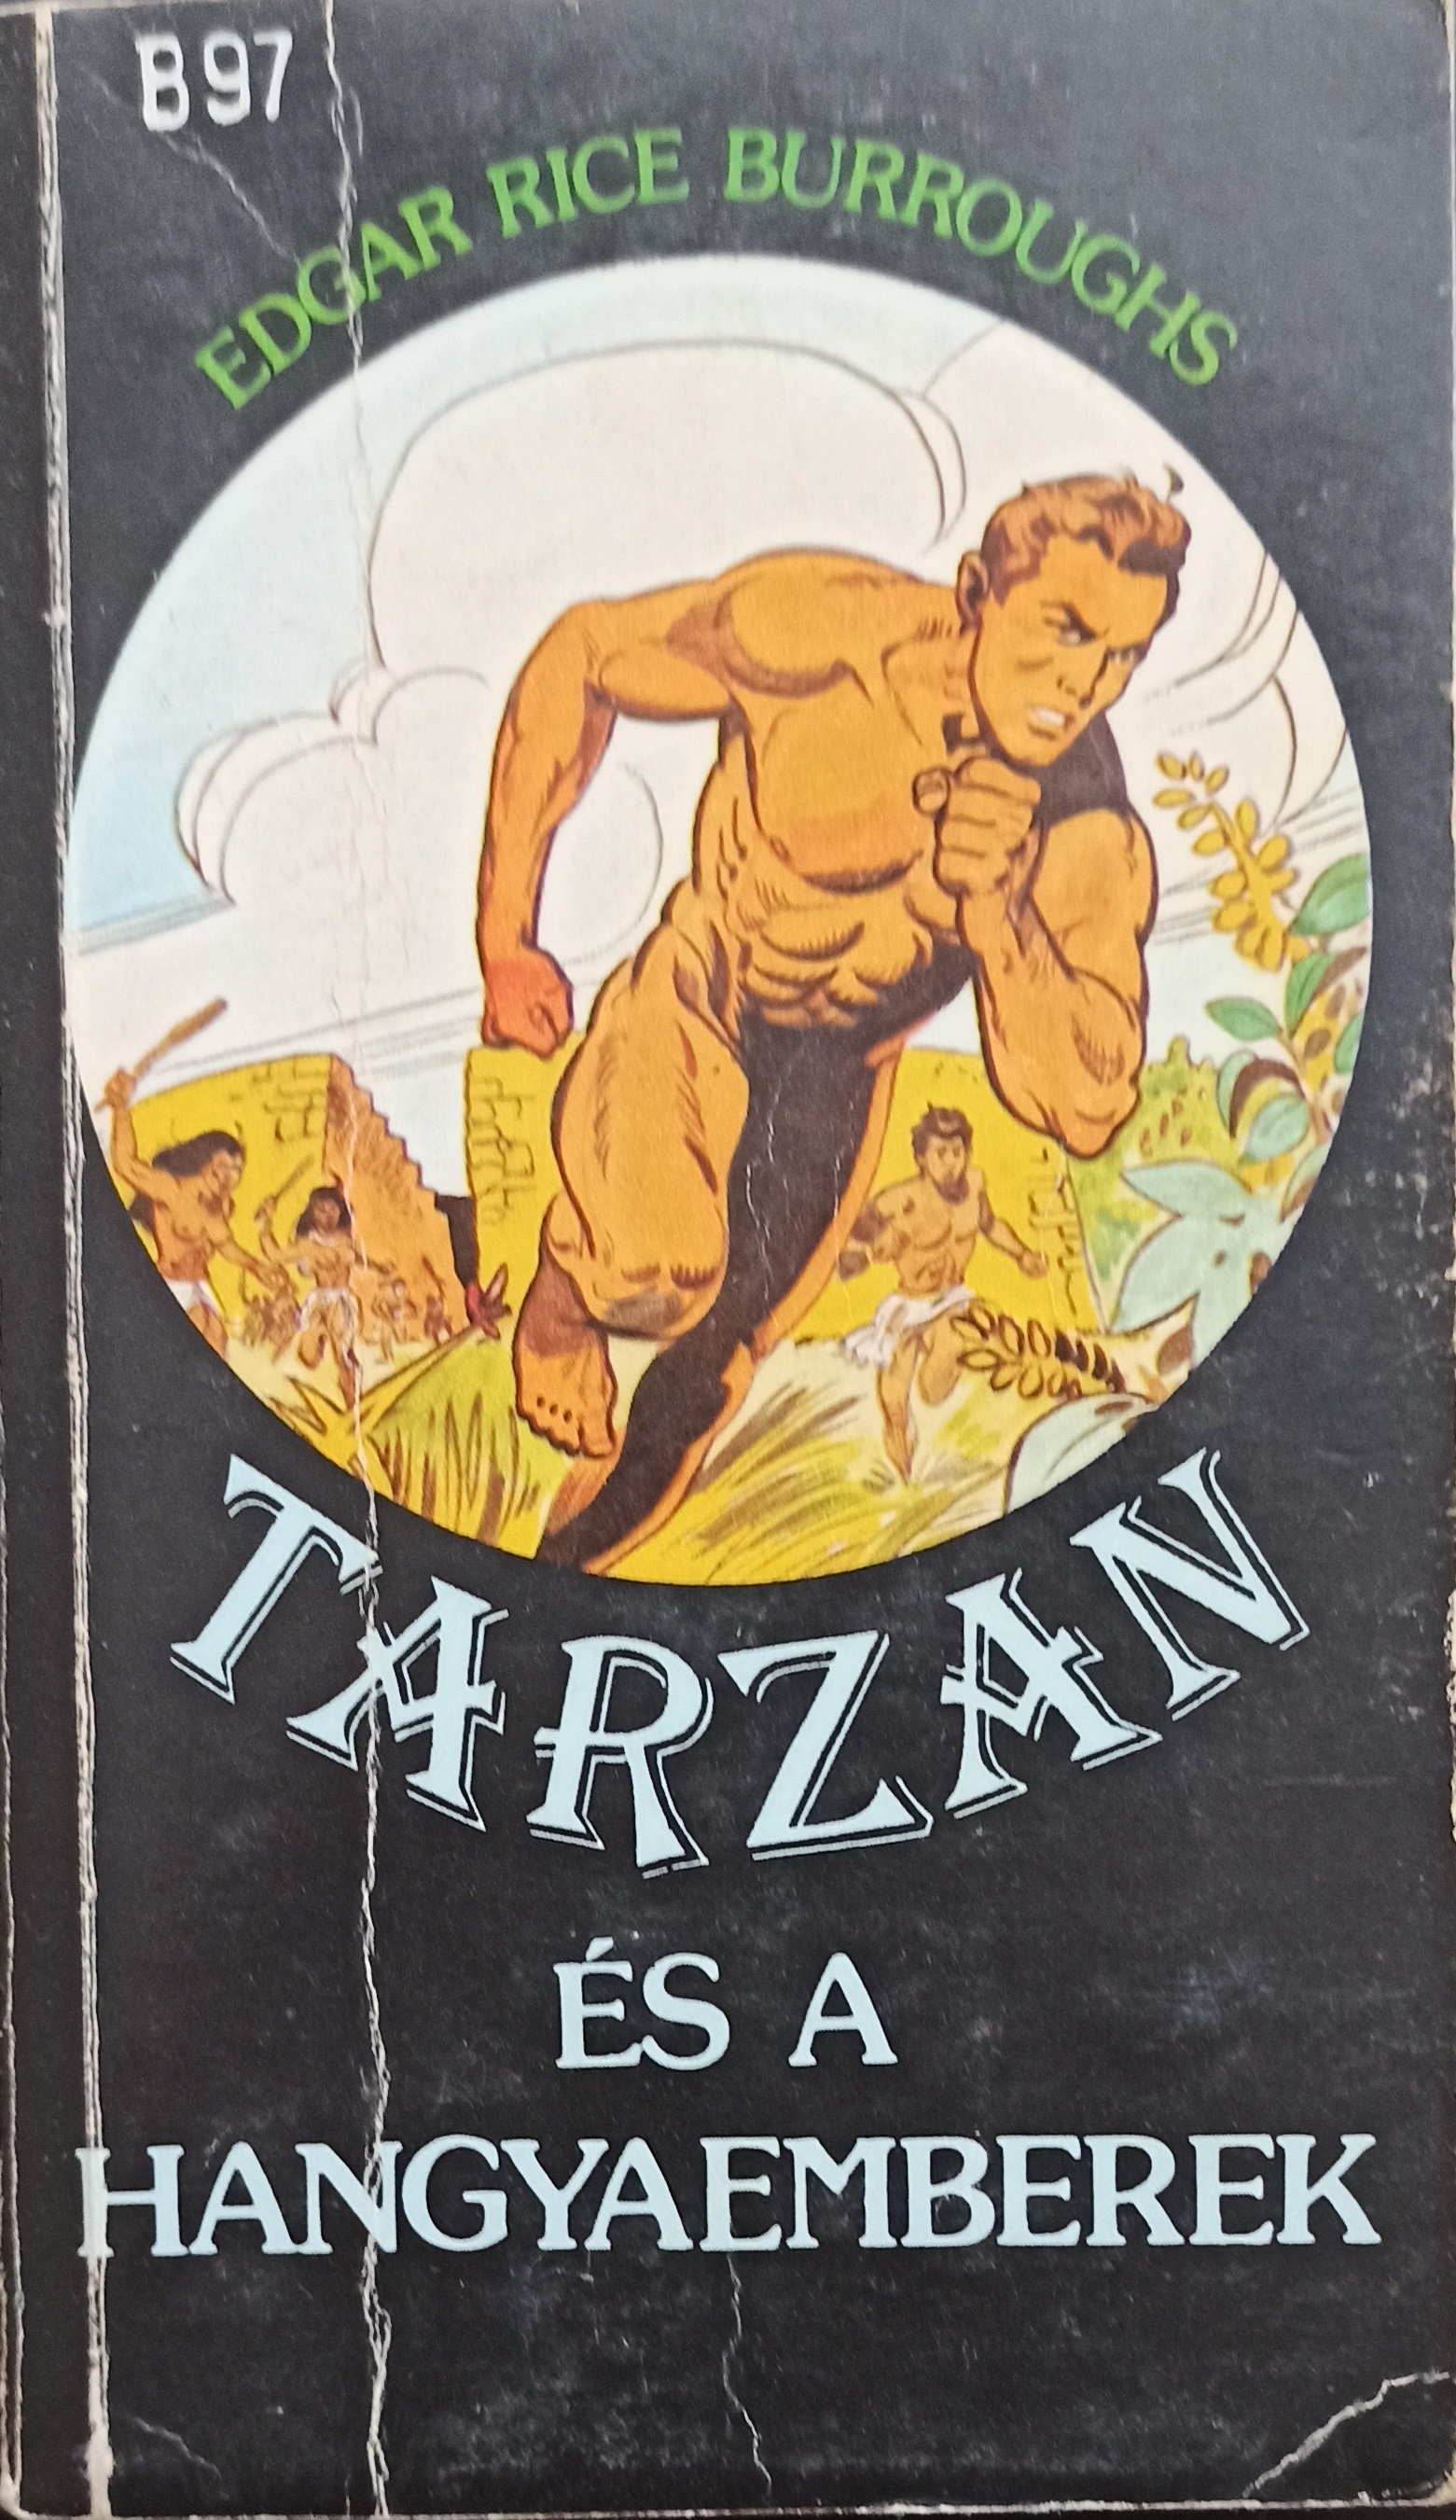 B97
EDGAR RICE BURROUGHS
TARZAN
ÉS A
HANGYAEMBEREK